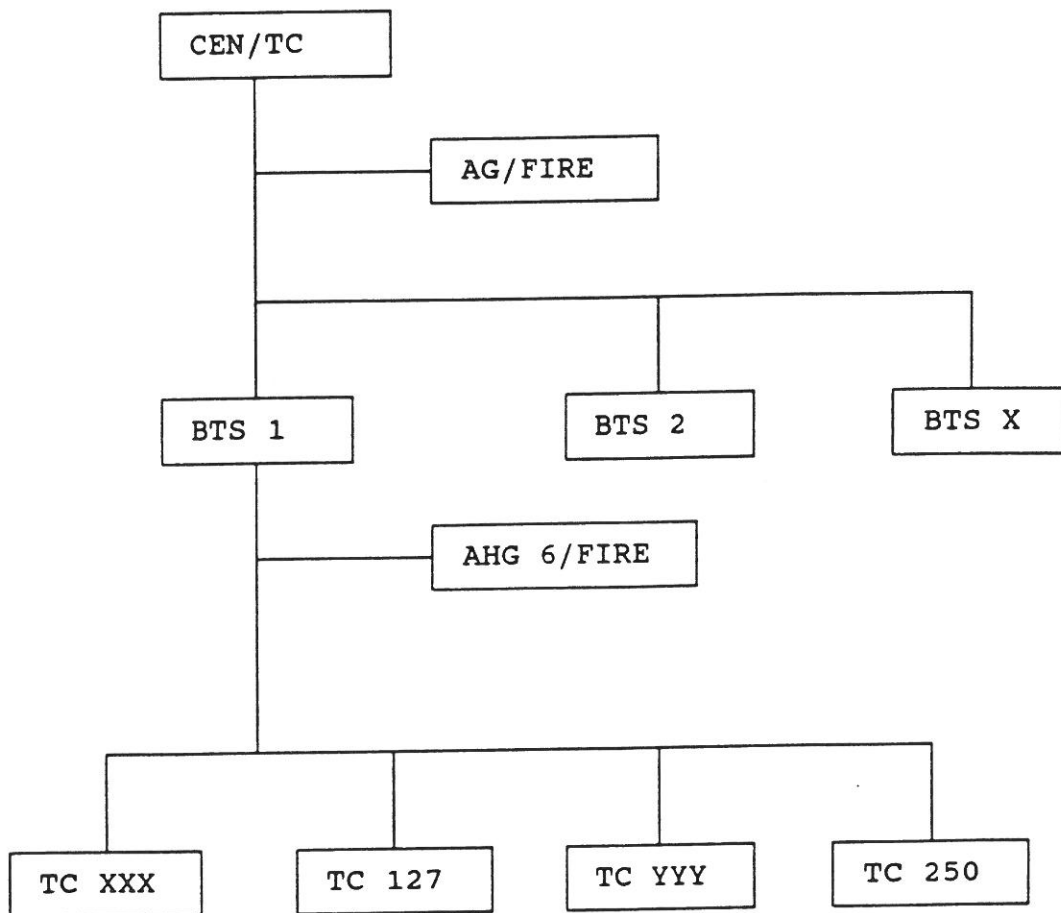 CEN/TC
AG/FIRE
BTS 1
BTS 2
BTS X
AHG 6/FIRE
TC XXX
TC 127
TC YYY
TC 250